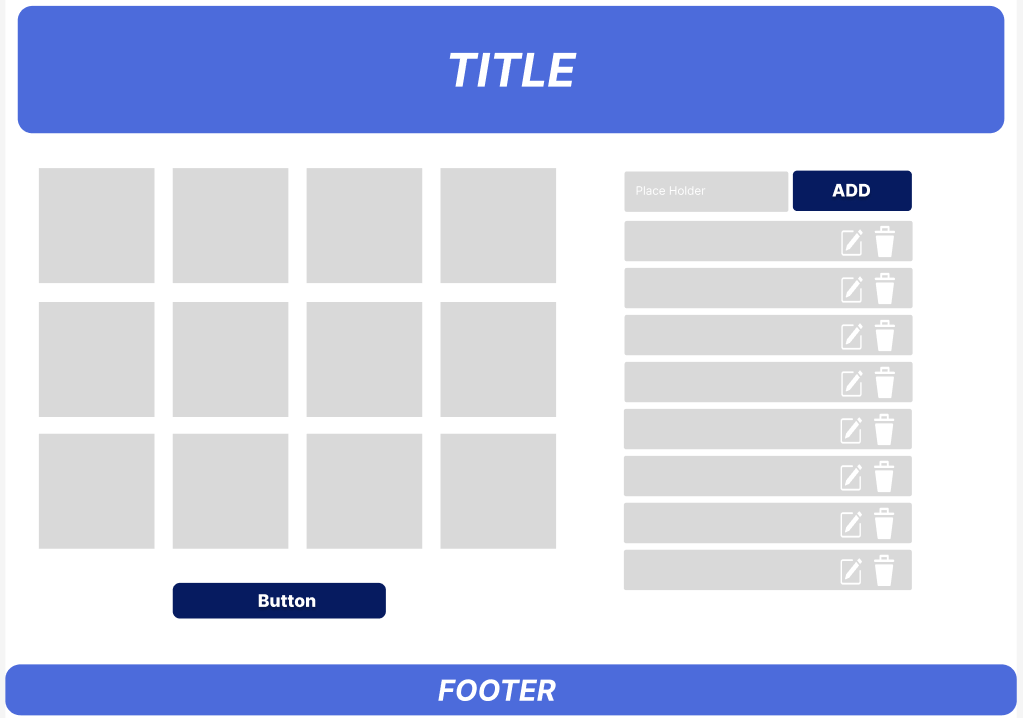 TITLE
Place Holder
ADD
Button
FOOTER